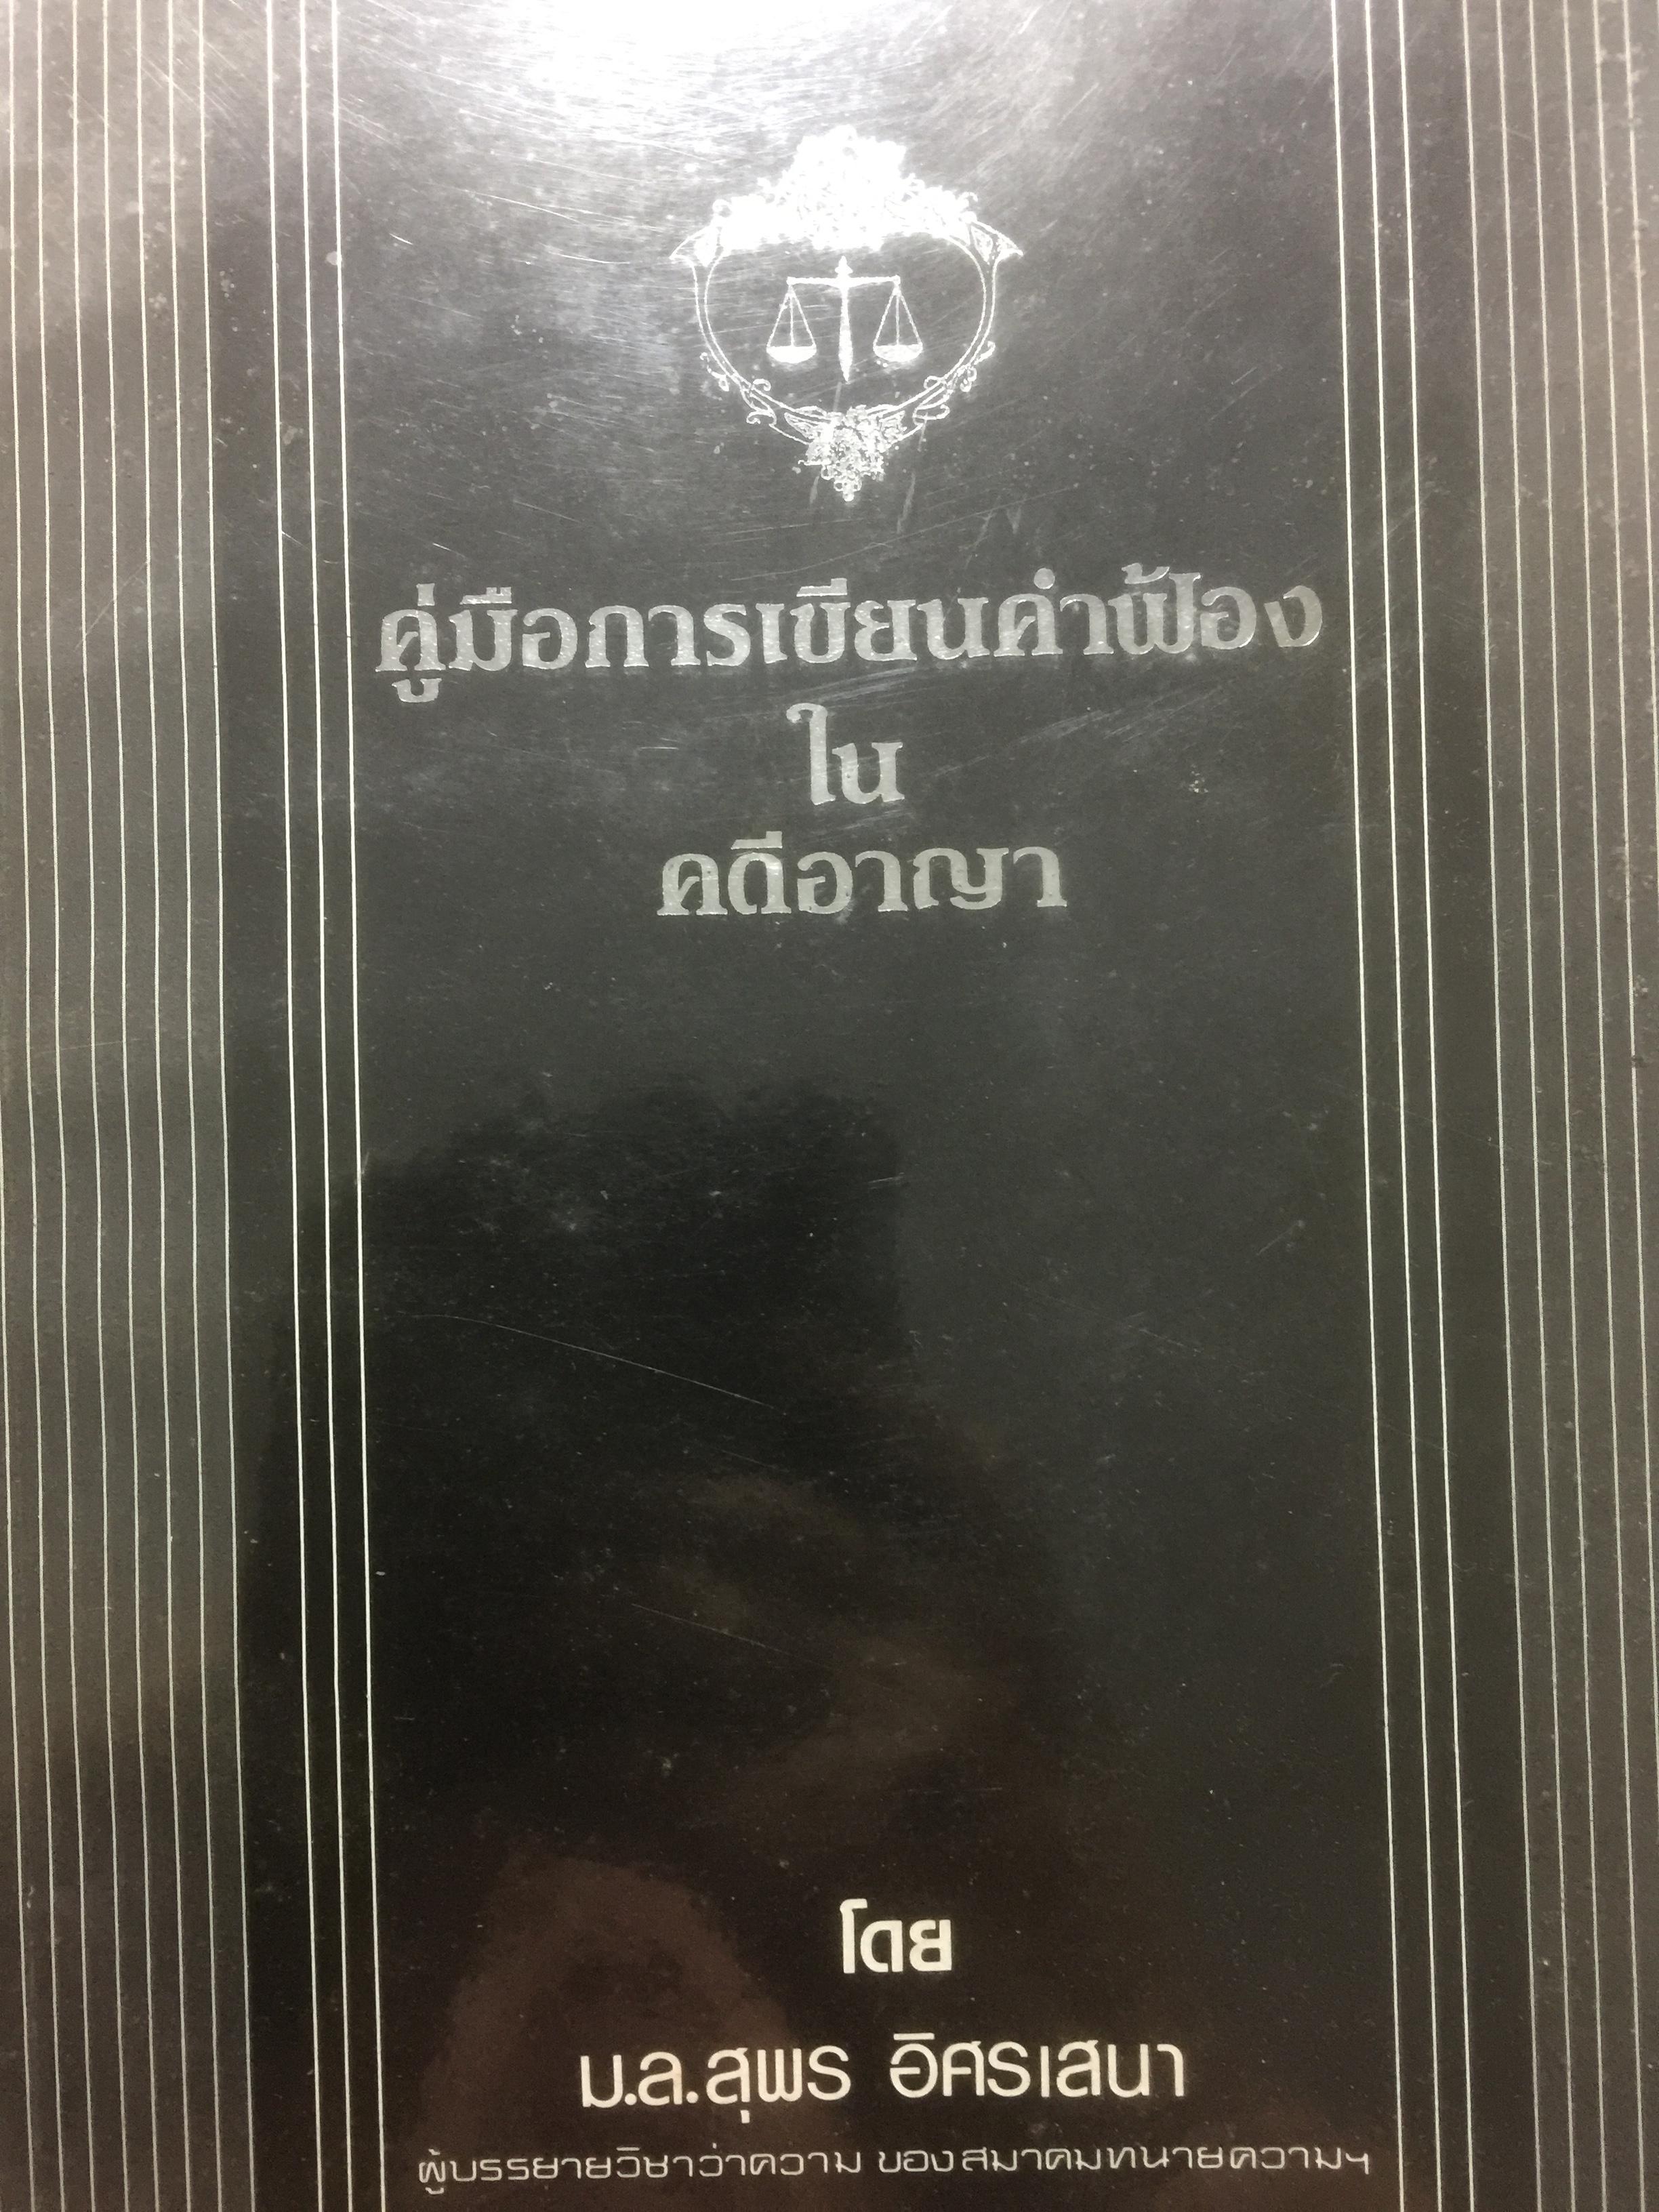 คู่มือการเขียนคำฟ้อง
ใน
คดีอาญา
โดย
ม.ล.สุพร อิศรเสนา
ผู้บรรยายวิชาว่าความ ของสมาคมทนายความฯ